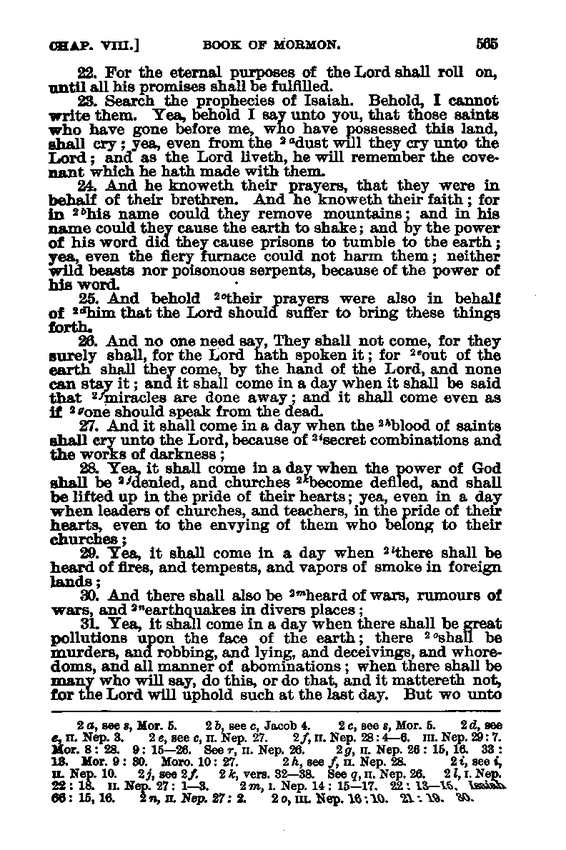 CHAP. VIII.] BOOK OF MORMON. 565
22. For the eternal purposes of the Lord shall roll on,
until all his promises shall be fulfilled.
23. Search the prophecies of Isaiah. Behold, I cannot
write them. Yea, behold I say unto you, that those saints
who have gone before me, who have possessed this land,
shall cry; yea, even from the 2a dust will they cry unto the
Lord; and as the Lord liveth, he will remember the cove-
nant which he hath made with them.
24. And he knoweth their prayers, that they were in
behalf of their brethren. And he knoweth their faith; for
in 2b his name could they remove mountains; and in his
name could they cause the earth to shake; and by the power
of his word did they cause prisons to tumble to the earth;
yea, even the fiery furnace could not harm them; neither
wild beasts nor poisonous serpents, because of the power of
his word.
25. And behold 2c their prayers were also in behalf
of 2d him that the Lord should suffer to bring these things
forth.
26. And no one need say, They shall not come, for they
surely shall, for the Lord hath spoken it; for 2e out of the
earth shall they come, by the hand of the Lord, and none
can stay it; and it shall come in a day when it shall be said
that 2f miracles are done away; and it shall come even as
if 2g one should speak from the dead.
27. And it shall come in a day when the 2h blood of saints
shall cry unto the Lord, because of 2i secret combinations and
the works of darkness;
28. Yea, it shall come in a day when the power of God
shall be 2j denied, and churches 2k become defiled, and shall
be lifted up in the pride of their hearts; yea, even in a day
when leaders of churches, and teachers, in the pride of their
hearts, even to the envying of them who belong to their
churches;
29. Yea, it shall come in a day when 2l there shall be
heard of fires, and tempests, and vapors of smoke in foreign
lands;
30. And there shall also be 2m heard of wars, rumours of
wars, and 2n earthquakes in divers places;
31. Yea, it shall come in a day when there shall be great
pollutions upon the face of the earth; there 2o shall be
murders, and robbing, and lying, and deceivings, and whore-
doms, and all manner of abominations; when there shall be
many who will say, do this, or do that, and it mattereth not,
for the Lord will uphold such at the last day. But wo unto
2a, see s, Mor. 5. 2b, see c, Jacob 4. 2c, see s, Mor. 5. 2d, see
e, II. Nep. 3. 2e, see c, II. Nep. 27. 2f, II. Nep. 28:4—6. III. Nep. 29:7.
Mor. 8:28. 9:15—26. See r, II. Nep. 26. 2g, II. Nep. 26:15, 16. 33:
13. Mor. 9:30. Moro. 10:27. 2h, see f, II. Nep. 28. 2i, see i,
II. Nep. 10. 2j, see 2f. 2k, vers. 32—38. See q, II. Nep. 26. 2l, I. Nep.
22:18. II. Nep. 27:1—3. 2m, I. Nep. 14:15—17. 22:13—15. Isaiah
66:15, 16. 2n, II. Nep. 27:2. 2o, III. Nep. 16:10. 21:19. 30.